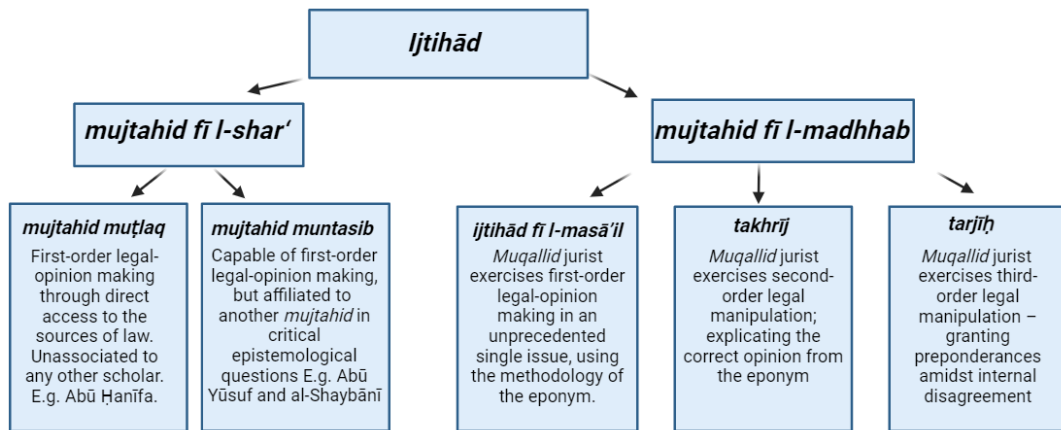 Ijtihād
mujtahid fī l-shar‘
mujtahid fī l-madhhab
mujtahid muṭlaq
First-order legal-
opinion making
through direct
access to the
sources of law.
Unassociated to
any other scholar.
E.g. Abū Ḥanīfa.
mujtahid muntasib
Capable of first-order
legal-opinion making,
but affiliated to
another mujtahid in
critical
epistemological
questions E.g. Abū
Yūsuf and al-Shaybānī
ijtihād fī l-masā’il
Muqallid jurist
exercises first-order
legal-opinion
making in an
unprecedented
single issue, using
the methodology of
the eponym.
takhrīj
Muqallid jurist
exercises second-
order legal
manipulation;
explicating the
correct opinion from
the eponym
tarjīḥ
Muqallid jurist
exercises third-
order legal
manipulation –
granting
preponderances
amidst internal
disagreement